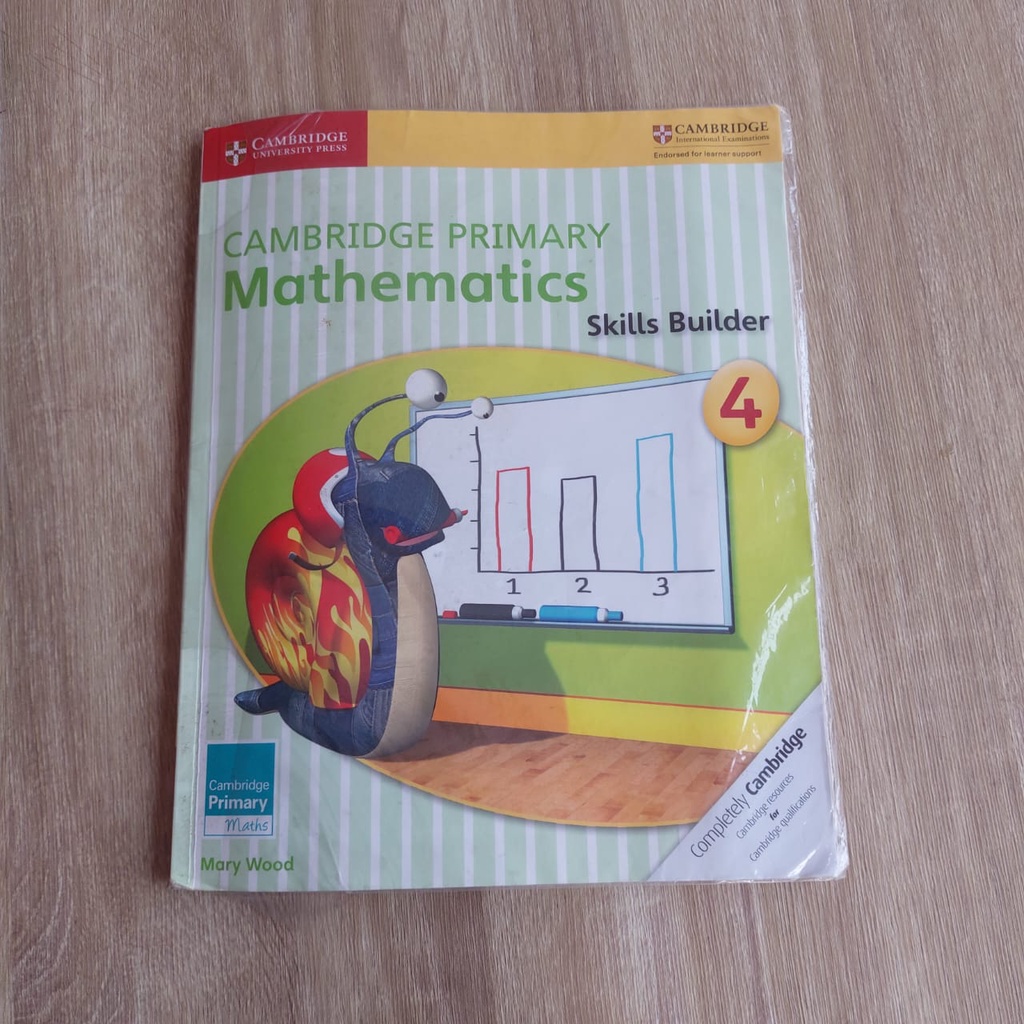 CAMBRIDGE
UNIVERSITY PRESS
CAMBRIDGE
International Examinations
Endorsed for learner support
CAMBRIDGE PRIMARY
Mathematics
Skills Builder
4
1 2 3
Cambridge
Primary
Maths
Mary Wood
Completely Cambridge
Cambridge resources
for
Cambridge qualifications